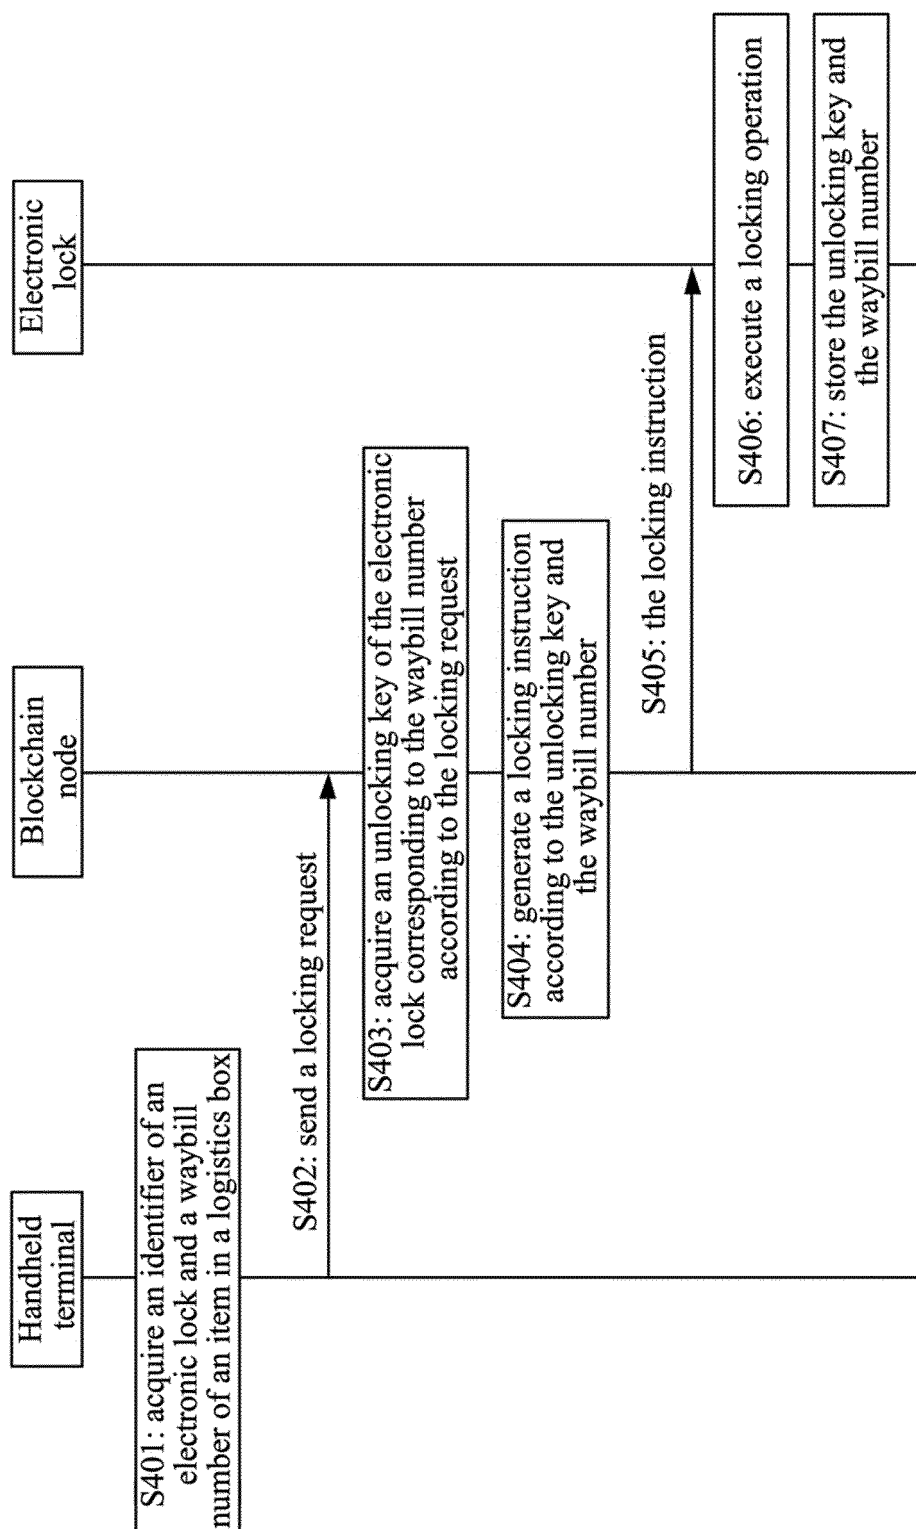 Handheld
terminal
Blockchain
node
Electronic
lock
S401: acquire an identifier of an
electronic lock and a waybill
number of an item in a logistics box
S402: send a locking request
S403: acquire an unlocking key of the electronic
lock corresponding to the waybill number
according to the locking request
S404: generate a locking instruction
according to the unlocking key and
the waybill number
S405: the locking instruction
S406: execute a locking operation
S407: store the unlocking key and
the waybill number